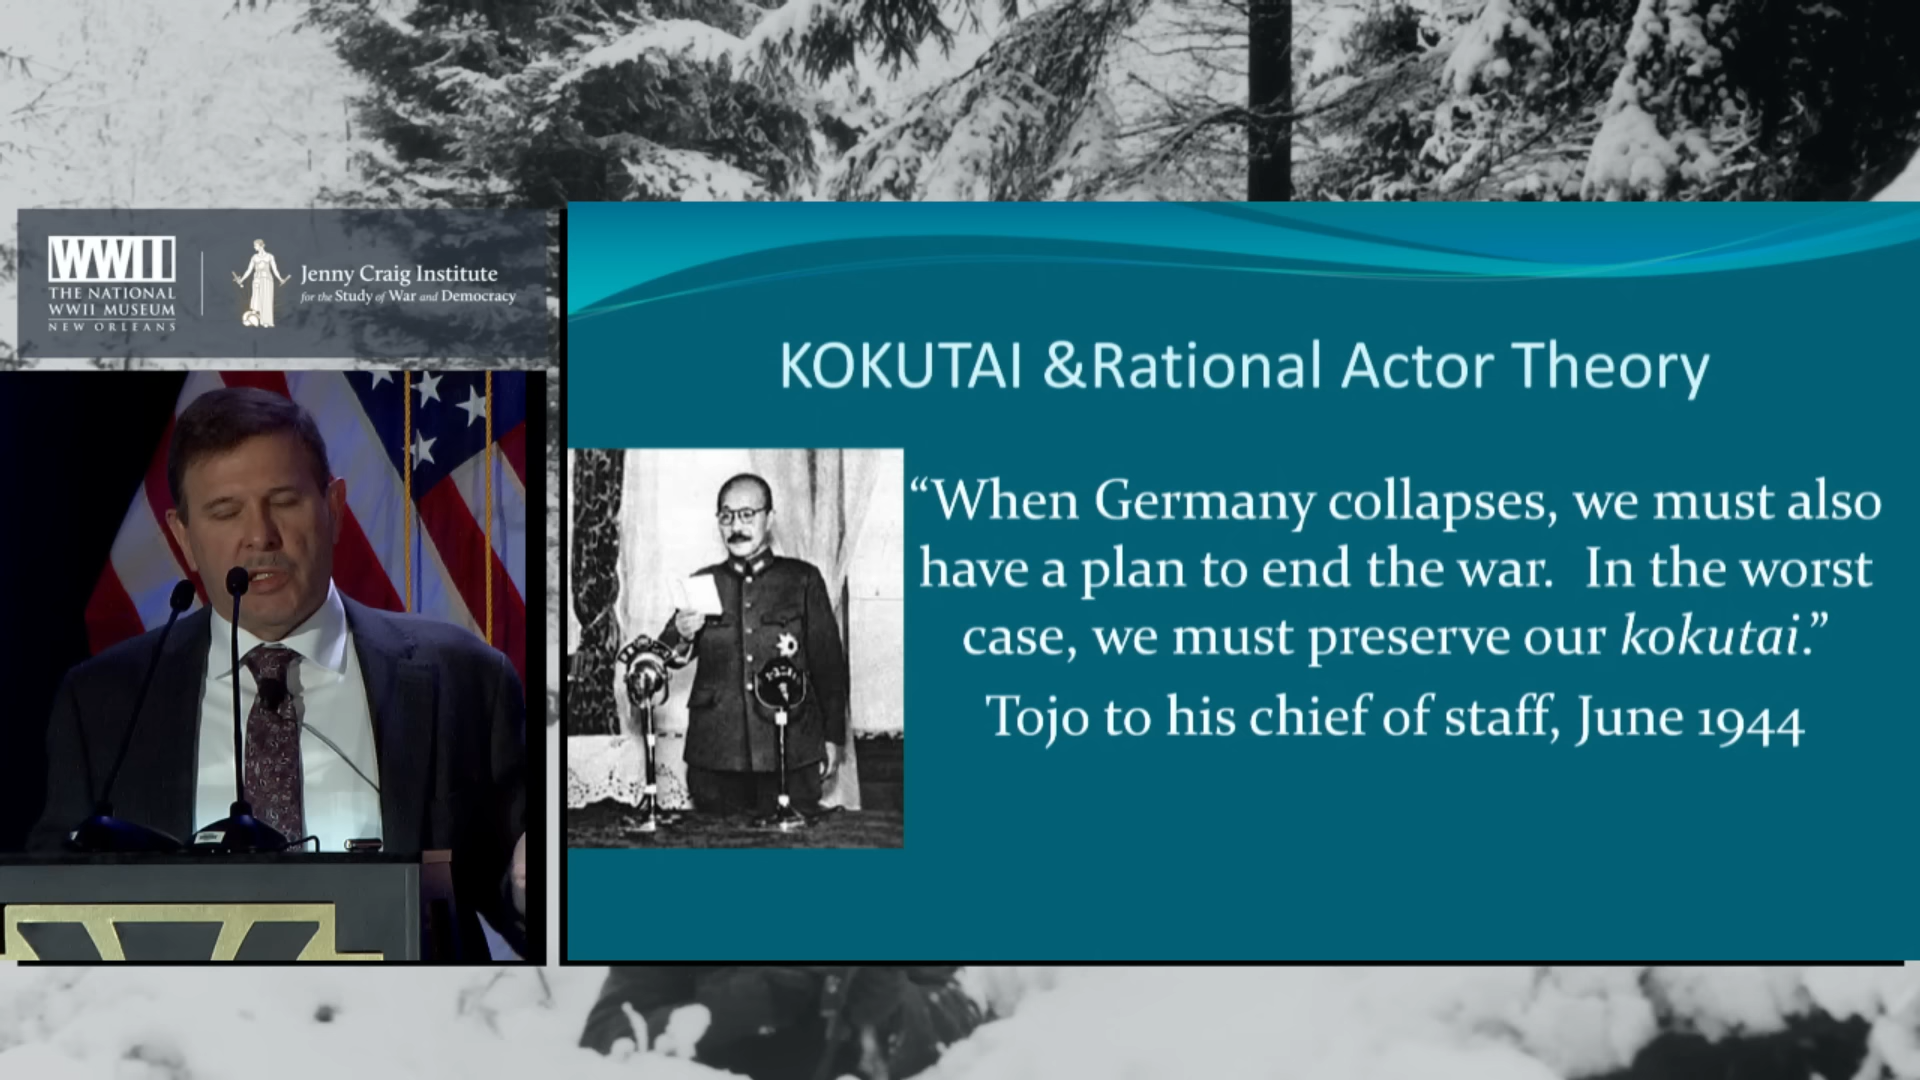 WWII
THE NATIONAL
WWII MUSEUM
NEW ORLEANS
Jenny Craig Institute
for the Study of War and Democracy
KOKUTAI &Rational Actor Theory
“When Germany collapses, we must also
have a plan to end the war. In the worst
case, we must preserve our kokutai.”
Tojo to his chief of staff, June 1944